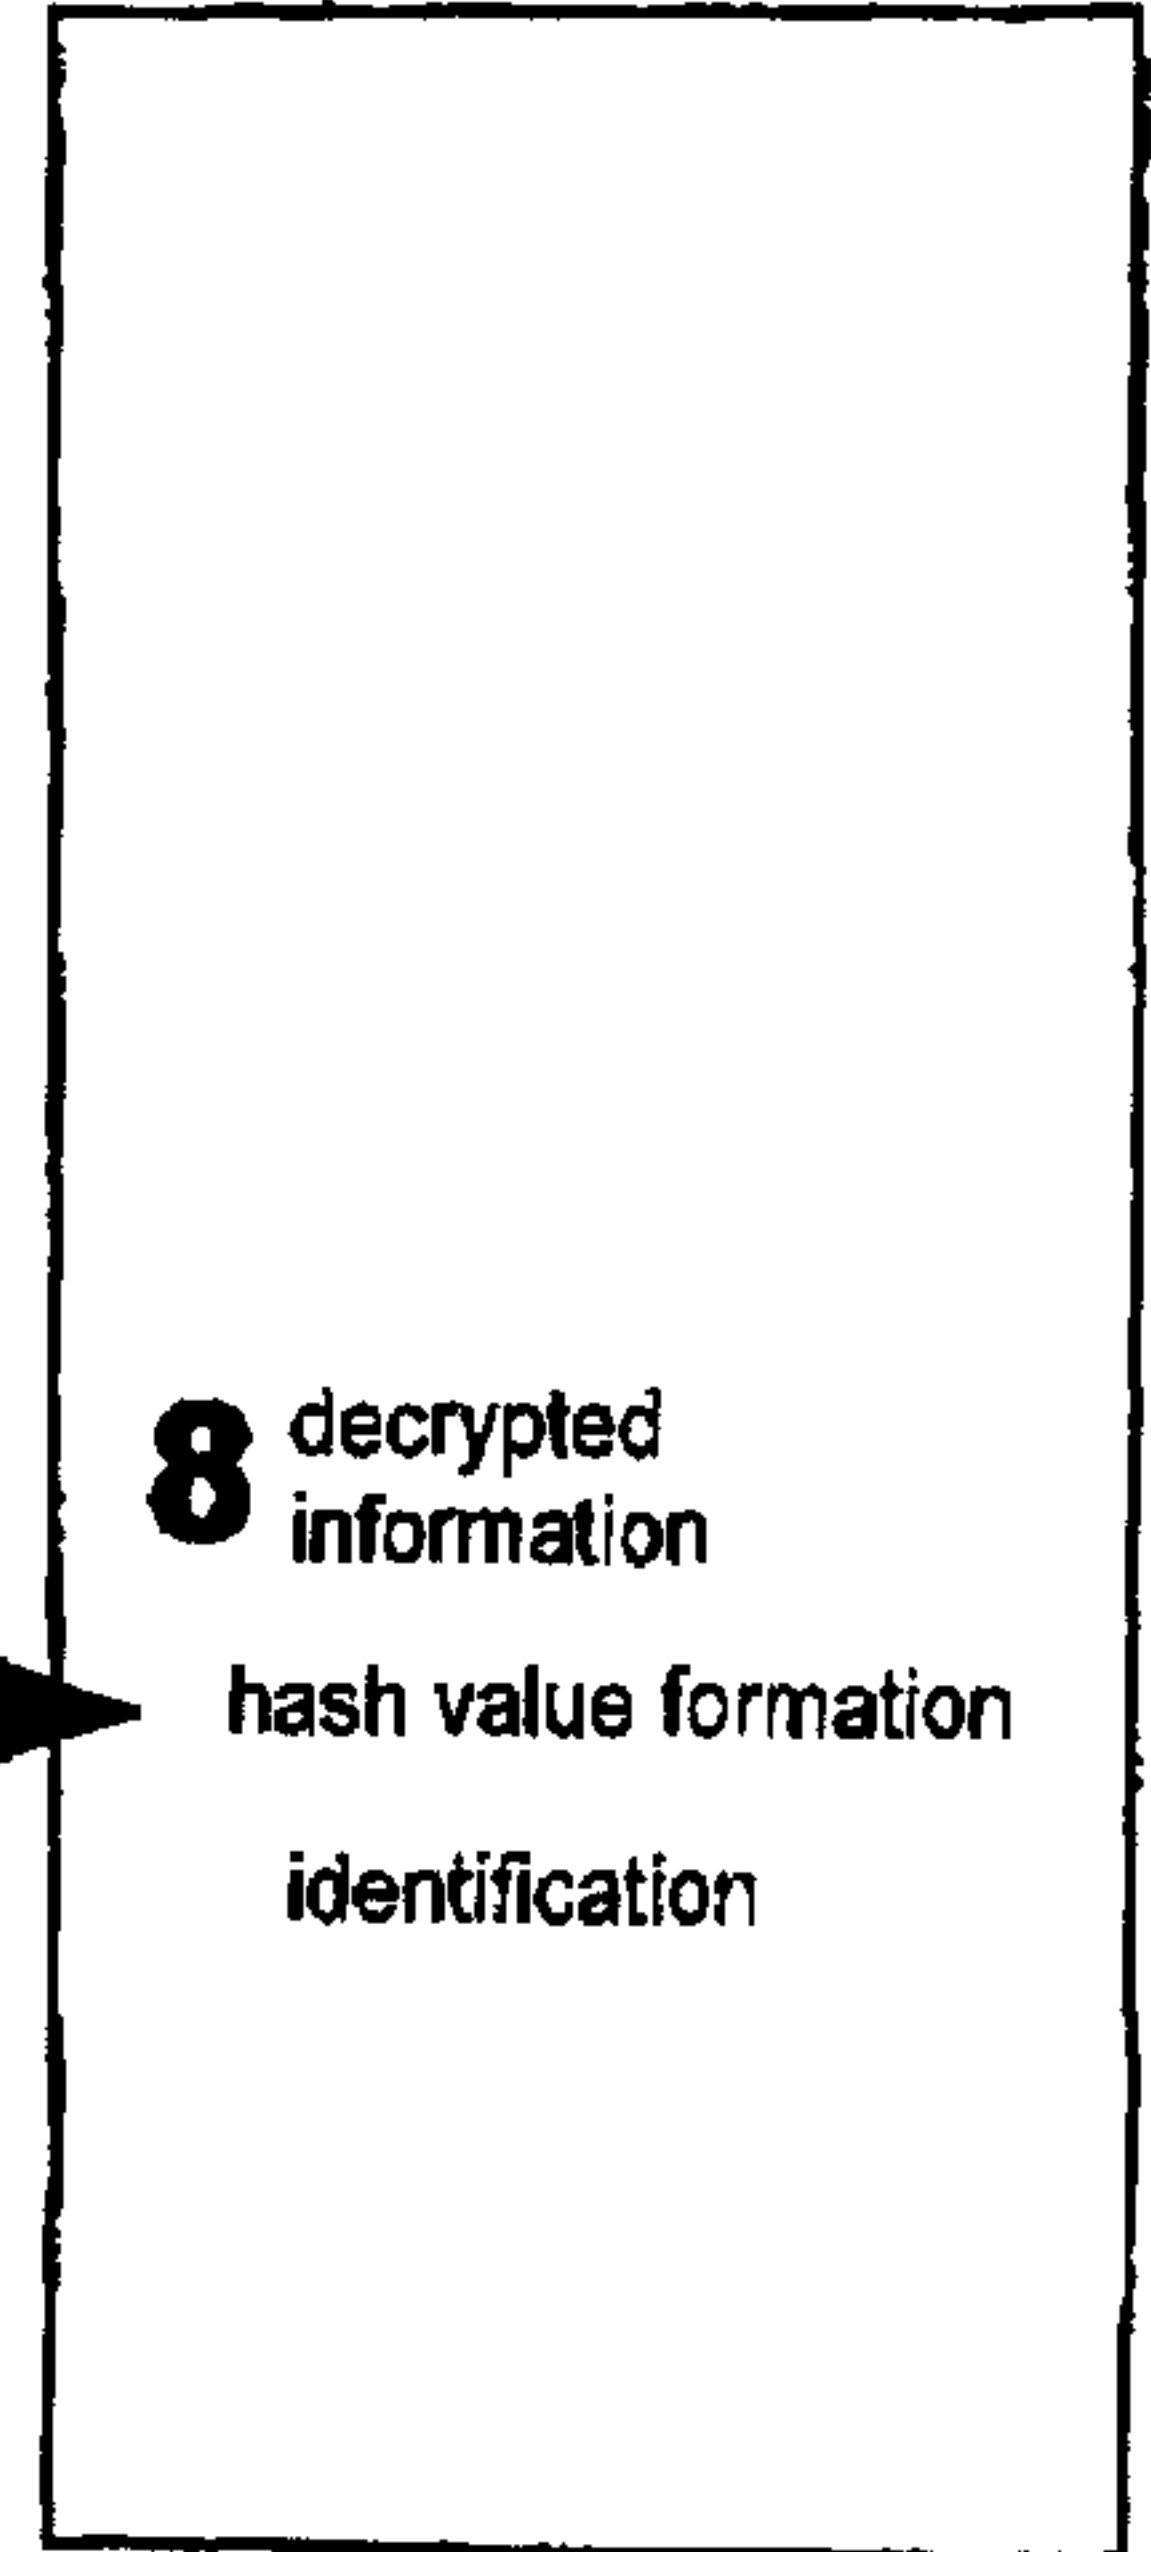 8 decrypted
information
hash value formation
identification